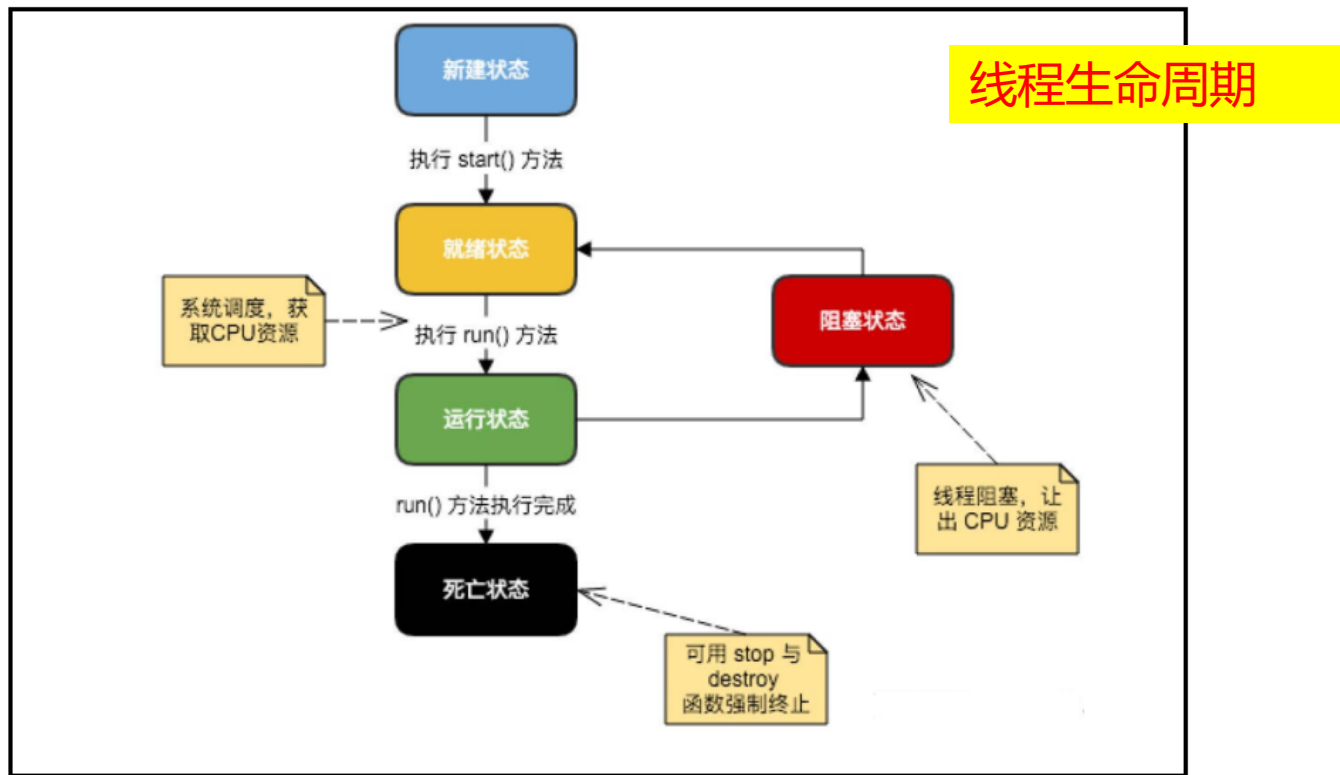 线程生命周期
新建状态
执行 start() 方法
就绪状态
系统调度，获
取CPU资源
执行 run() 方法
阻塞状态
运行状态
线程阻塞，让
出 CPU 资源
run() 方法执行完成
死亡状态
可用 stop 与
destroy
函数强制终止